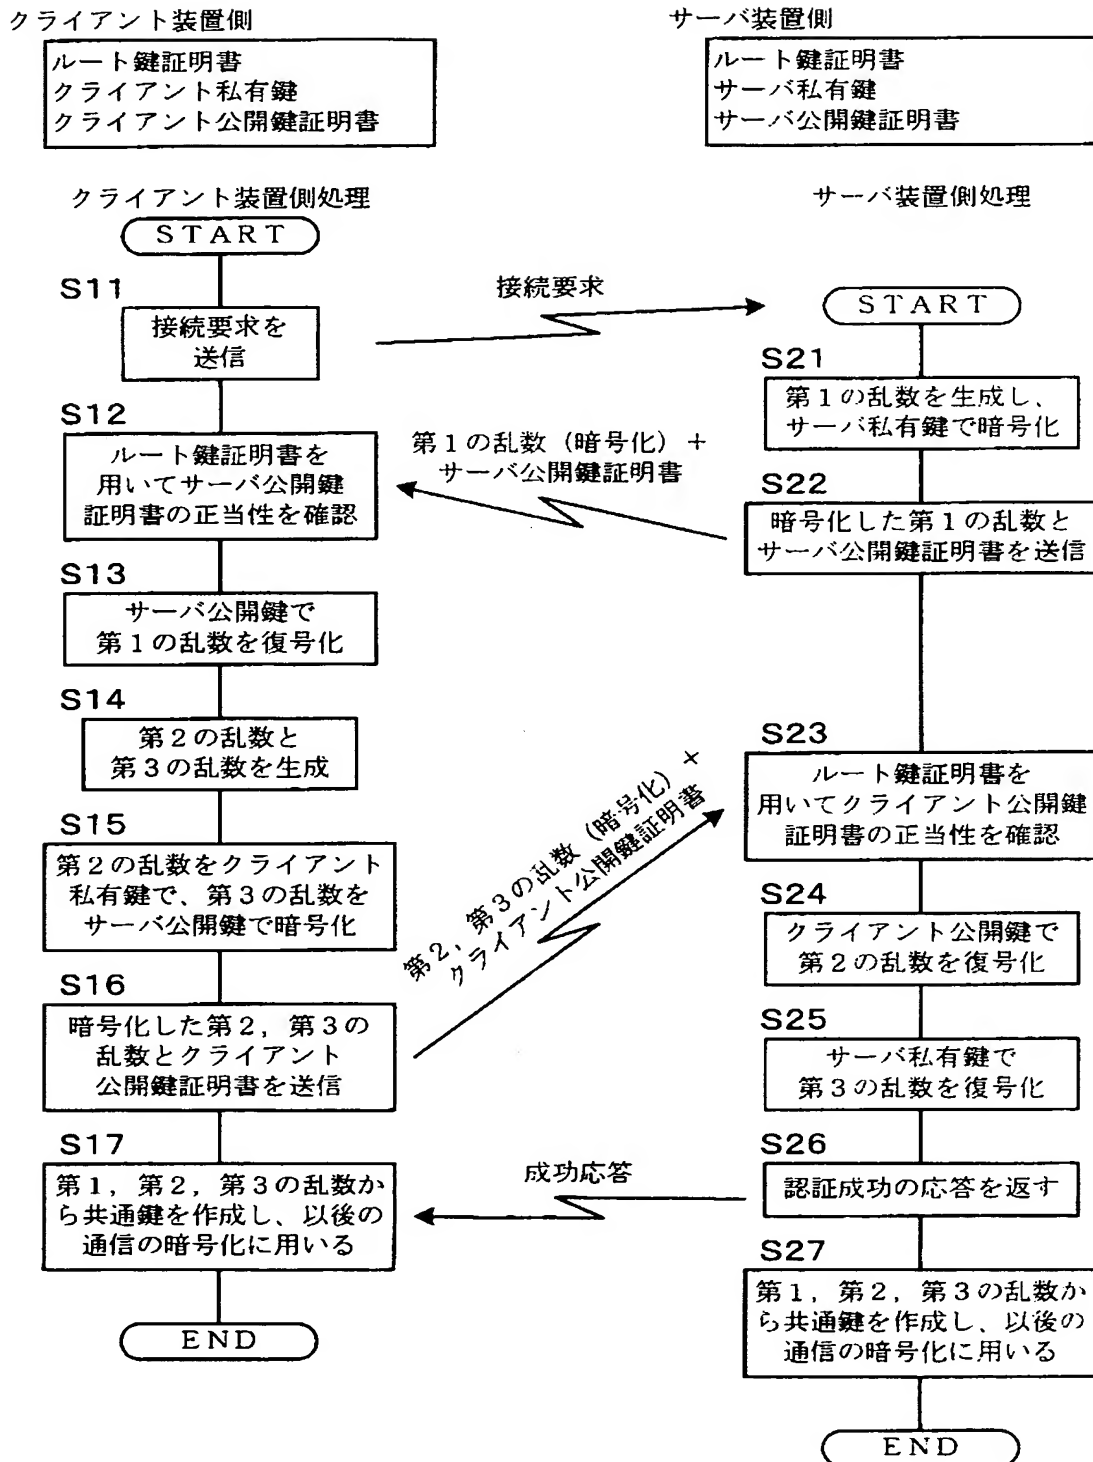 クライアント装置側
ルート鍵証明書
クライアント私有鍵
クライアント公開鍵証明書
サーバ装置側
ルート鍵証明書
サーバ私有鍵
サーバ公開鍵証明書
クライアント装置側処理
START
S11
接続要求を
送信
接続要求
サーバ装置側処理
START
S21
第1の乱数を生成し、
サーバ私有鍵で暗号化
S22
暗号化した第1の乱数と
サーバ公開鍵証明書を送信
第1の乱数（暗号化）＋
サーバ公開鍵証明書
S12
ルート鍵証明書を
用いてサーバ公開鍵
証明書の正当性を確認
S13
サーバ公開鍵で
第1の乱数を復号化
S14
第2の乱数と
第3の乱数を生成
S15
第2の乱数をクライアント
私有鍵で、第3の乱数を
サーバ公開鍵で暗号化
S16
暗号化した第2，第3の
乱数とクライアント
公開鍵証明書を送信
第2，第3の乱数（暗号化）＋
クライアント公開鍵証明書
S23
ルート鍵証明書を
用いてクライアント公開鍵
証明書の正当性を確認
S24
クライアント公開鍵で
第2の乱数を復号化
S25
サーバ私有鍵で
第3の乱数を復号化
S26
認証成功の応答を返す
成功応答
S17
第1，第2，第3の乱数か
ら共通鍵を作成し、以後の
通信の暗号化に用いる
END
S27
第1，第2，第3の乱数か
ら共通鍵を作成し、以後の
通信の暗号化に用いる
END